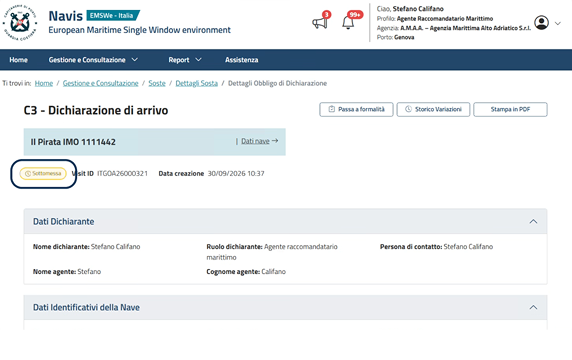 Navis EMSWe - Italia
European Maritime Single Window environment
3
99+
Ciao, Stefano Califano
Profilo: Agente Raccomandatario Marittimo
Agenzia: A.M.A.A. – Agenzia Marittima Alto Adriatico S.r.l.
Porto: Genova
Home Gestione e Consultazione Report Assistenza
Ti trovi in: Home / Gestione e Consultazione / Soste / Dettagli Sosta / Dettagli Obbligo di Dichiarazione
C3 - Dichiarazione di arrivo
Passa a formalità Storico Variazioni Stampa in PDF
Il Pirata IMO 1111442 | Dati nave →
Sottomessa Visit ID ITGOA26000321 Data creazione 30/09/2026 10:37
Dati Dichiarante
Nome dichiarante: Stefano Califano Ruolo dichiarante: Agente raccomandatario marittimo Persona di contatto: Stefano Califano
Nome agente: Stefano Cognome agente: Califano
Dati Identificativi della Nave